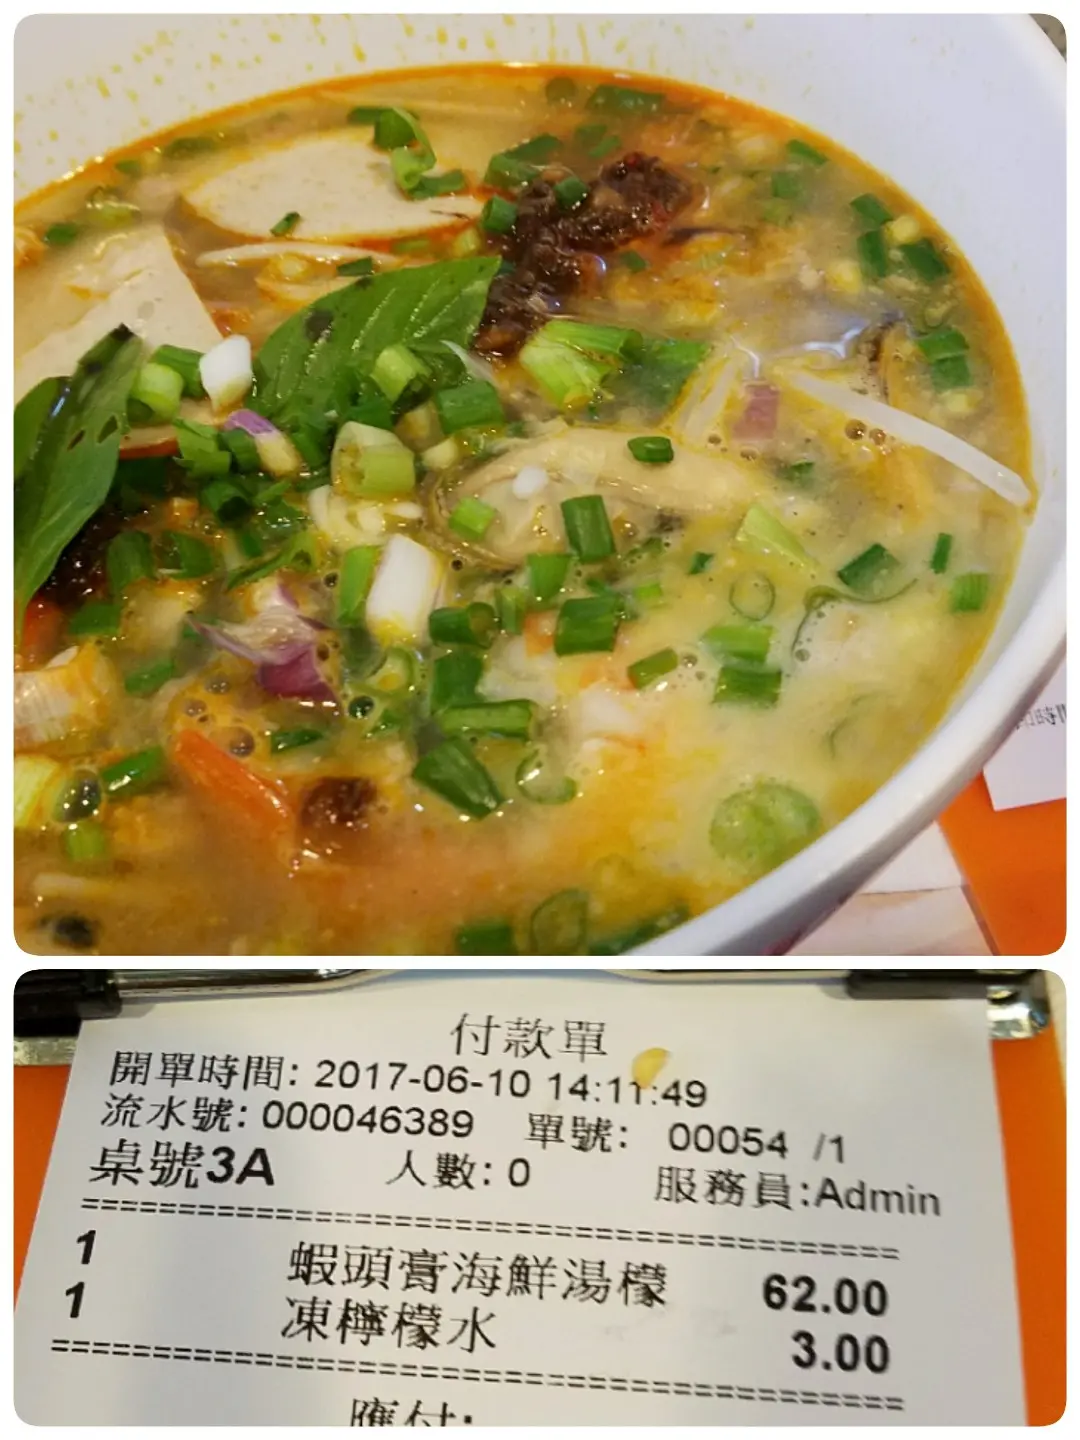 付款單
開單時間: 2017-06-10 14:11:49
流水號: 000046389 單號: 00054 /1
桌號3A 人數: 0 服務員:Admin
1 蝦頭膏海鮮湯檬 62.00
1 凍檸檬水 3.00
應付: